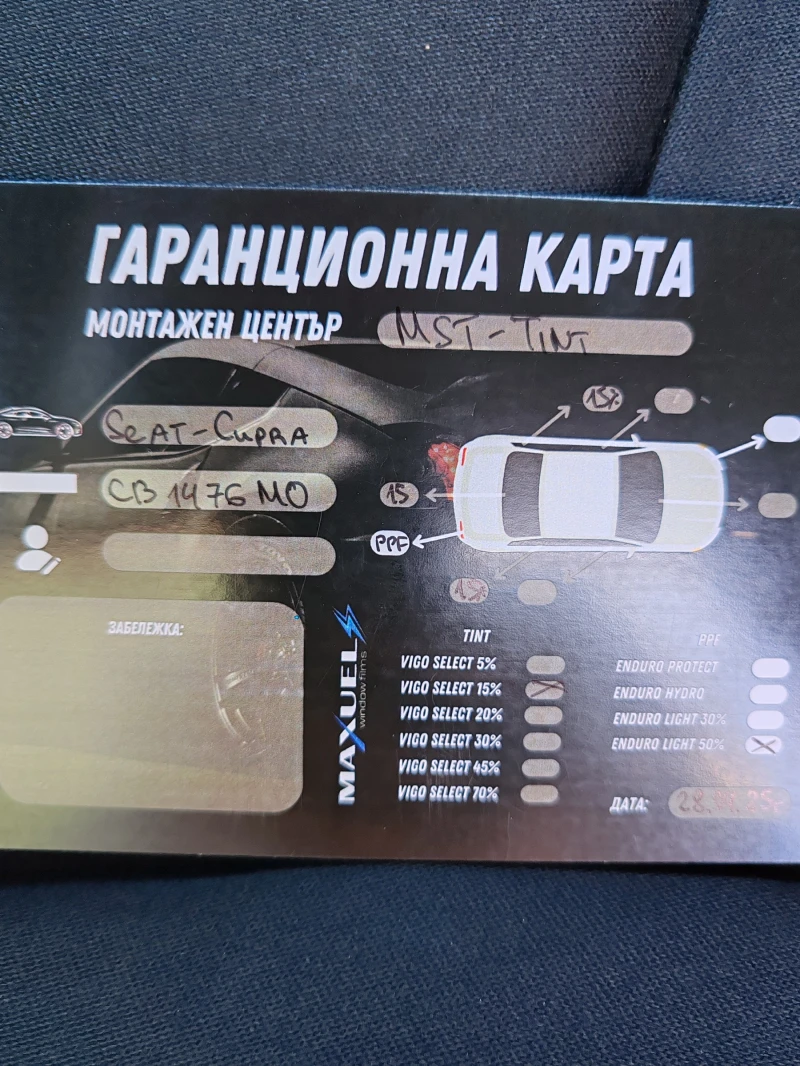 ГАРАНЦИОННА КАРТА
МОНТАЖЕН ЦЕНТЪР MST-TINT
SEAT-CUPRA
CB 1476 MO
15%
15
PPF
15%
ЗАБЕЛЕЖКА:
MAXUEL
window films
TINT
VIGO SELECT 5%
VIGO SELECT 15% X
VIGO SELECT 20%
VIGO SELECT 30%
VIGO SELECT 45%
VIGO SELECT 70%
PPF
ENDURO PROTECT
ENDURO HYDRO
ENDURO LIGHT 30%
ENDURO LIGHT 50% X
ДАТА: